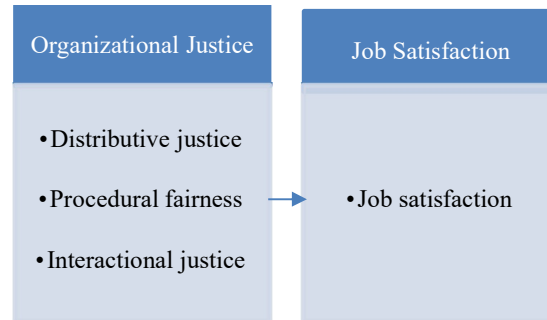 Organizational Justice
•Distributive justice
•Procedural fairness
•Interactional justice
Job Satisfaction
•Job satisfaction